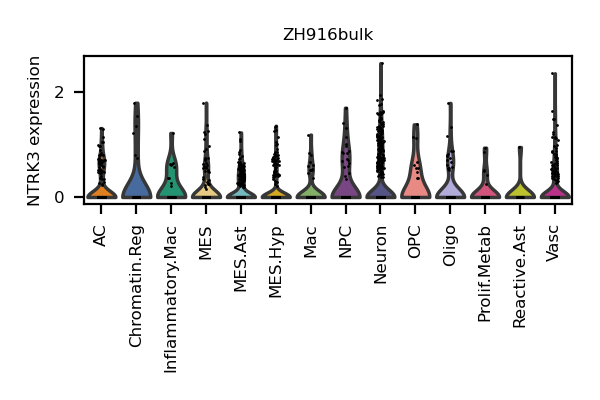 ZH916bulk
NTRK3 expression
2
0
AC
Chromatin.Reg
Inflammatory.Mac
MES
MES.Ast
MES.Hyp
Mac
NPC
Neuron
OPC
Oligo
Prolif.Metab
Reactive.Ast
Vasc